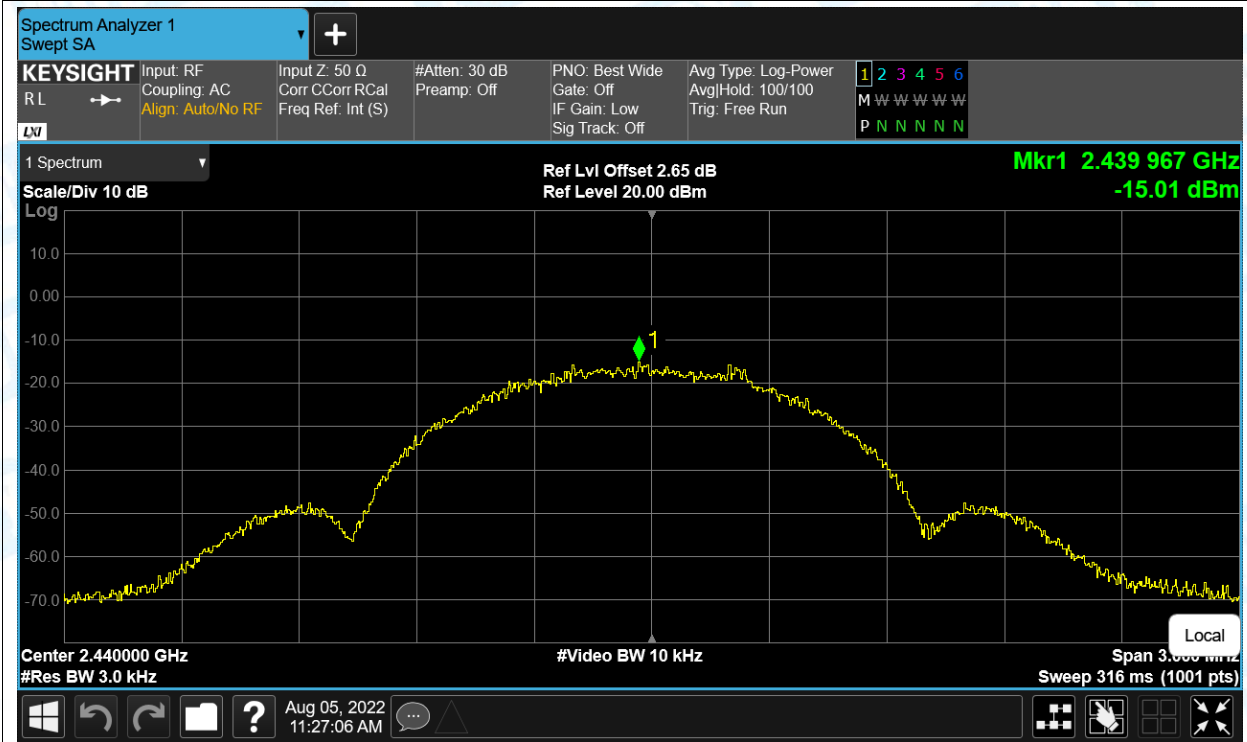 Spectrum Analyzer 1
Swept SA
+
KEYSIGHT
R L
LXI
Input: RF
Coupling: AC
Align: Auto/No RF
Input Z: 50 Ω
Corr CCorr RCal
Freq Ref: Int (S)
#Atten: 30 dB
Preamp: Off
PNO: Best Wide
Gate: Off
IF Gain: Low
Sig Track: Off
Avg Type: Log-Power
Avg|Hold: 100/100
Trig: Free Run
1 2 3 4 5 6
M W W W W W
P N N N N N
1 Spectrum
Scale/Div 10 dB
Log
Ref Lvl Offset 2.65 dB
Ref Level 20.00 dBm
Mkr1 2.439 967 GHz
-15.01 dBm
10.0
0.00
-10.0
-20.0
-30.0
-40.0
-50.0
-60.0
-70.0
1
Local
Center 2.440000 GHz
#Res BW 3.0 kHz
#Video BW 10 kHz
Span
Sweep 316 ms (1001 pts)
?
Aug 05, 2022
11:27:06 AM